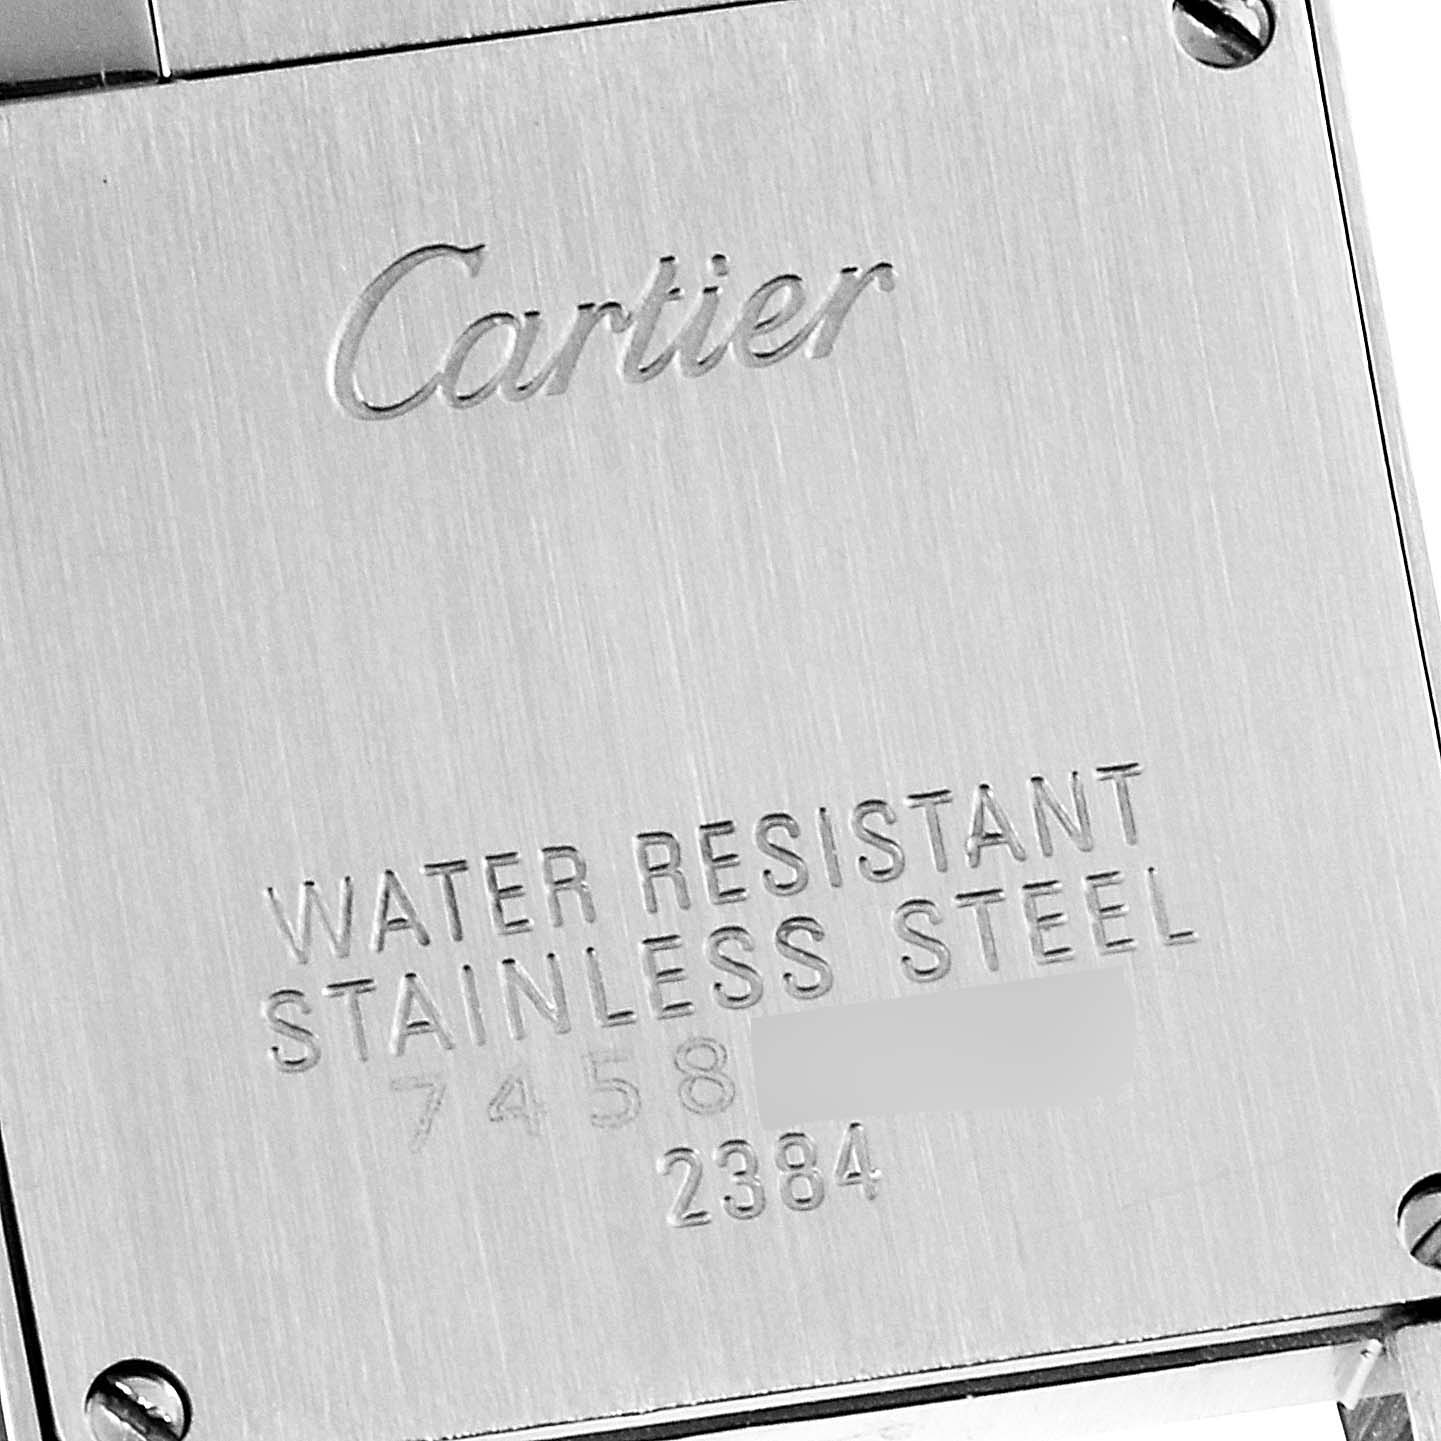 Cartier
WATER RESISTANT
STAINLESS STEEL
7458
2384